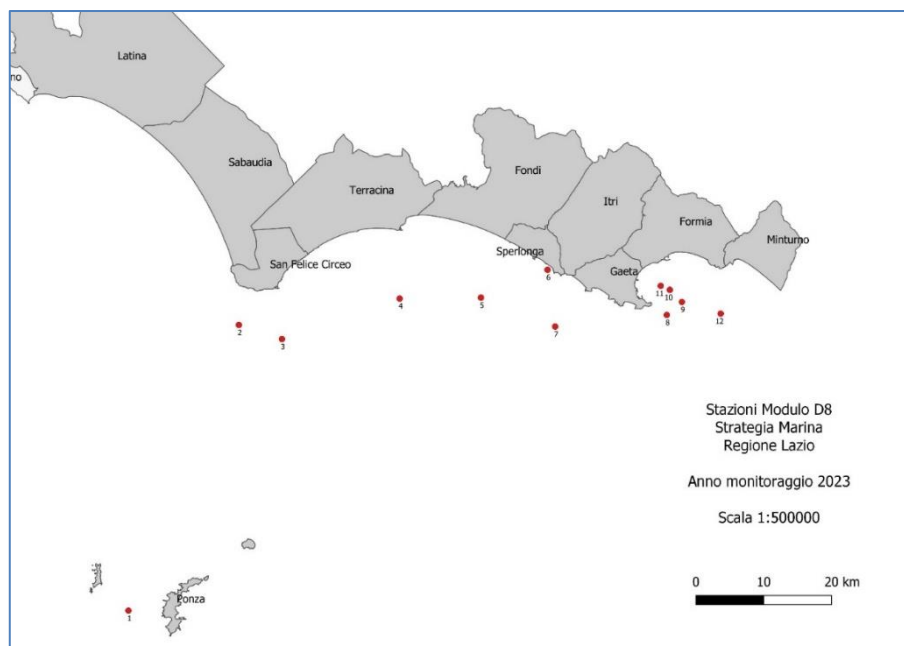 Latina
no
Sabaudia
Terracina
Fondi
Itri
Formia
Minturno
San Felice Circeo
Sperlonga
Gaeta
6
11
10
9
4
5
8
12
2
7
3
Stazioni Modulo D8
Strategia Marina
Regione Lazio
Anno monitoraggio 2023
Scala 1:500000
0 10 20 km
Ponza
1